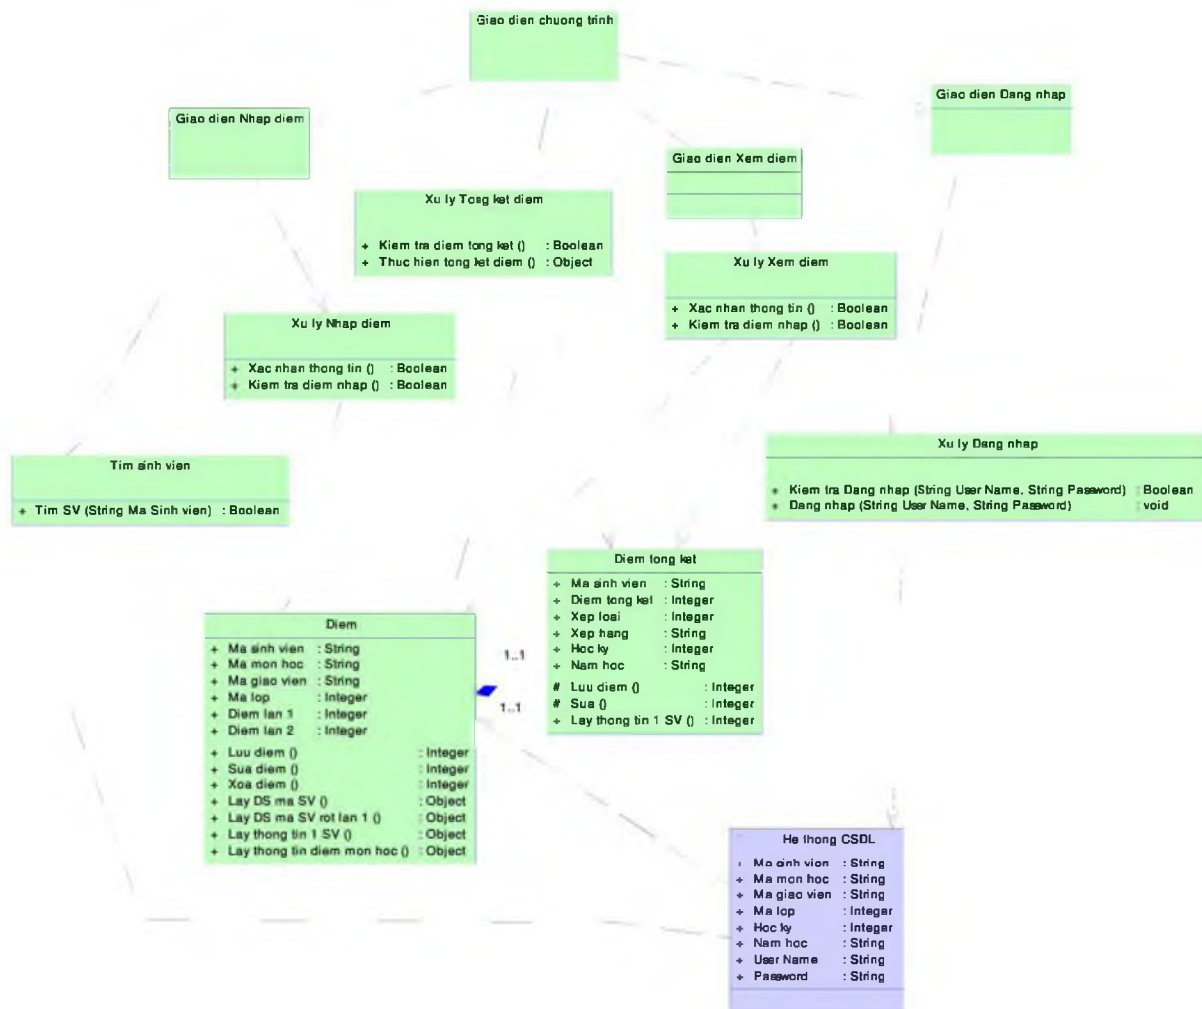 Giao dien chuong trinh
Giao dien Nhap diem
Giao dien Dang nhap
Giao dien Xem diem
Xu ly Tong ket diem
+ Kiem tra diem tong ket () : Boolean
+ Thuc hien tong ket diem () : Object
Xu ly Xem diem
+ Xac nhan thong tin () : Boolean
+ Kiem tra diem nhap () : Boolean
Xu ly Nhap diem
+ Xac nhan thong tin () : Boolean
+ Kiem tra diem nhap () : Boolean
Tim sinh vien
+ Tim SV (String Ma Sinh vien) : Boolean
Xu ly Dang nhap
+ Kiem tra Dang nhap (String User Name, String Password) : Boolean
+ Dang nhap (String User Name, String Password) : void
Diem tong ket
+ Ma sinh vien : String
+ Diem tong ket : Integer
+ Xep loai : Integer
+ Xep hang : String
+ Hoc ky : Integer
+ Nam hoc : String
# Luu diem () : Integer
# Sua () : Integer
+ Lay thong tin 1 SV () : Integer
Diem
+ Ma sinh vien : String
+ Ma mon hoc : String
+ Ma giao vien : String
+ Ma lop : Integer
+ Diem lan 1 : Integer
+ Diem lan 2 : Integer
+ Luu diem () : Integer
+ Sua diem () : Integer
+ Xoa diem () : Integer
+ Lay DS ma SV () : Object
+ Lay DS ma SV rot lan 1 () : Object
+ Lay thong tin 1 SV () : Object
+ Lay thong tin diem mon hoc () : Object
1..1
1..1
He thong CSDL
+ Ma sinh vien : String
+ Ma mon hoc : String
+ Ma giao vien : String
+ Ma lop : Integer
+ Hoc ky : Integer
+ Nam hoc : String
+ User Name : String
+ Password : String